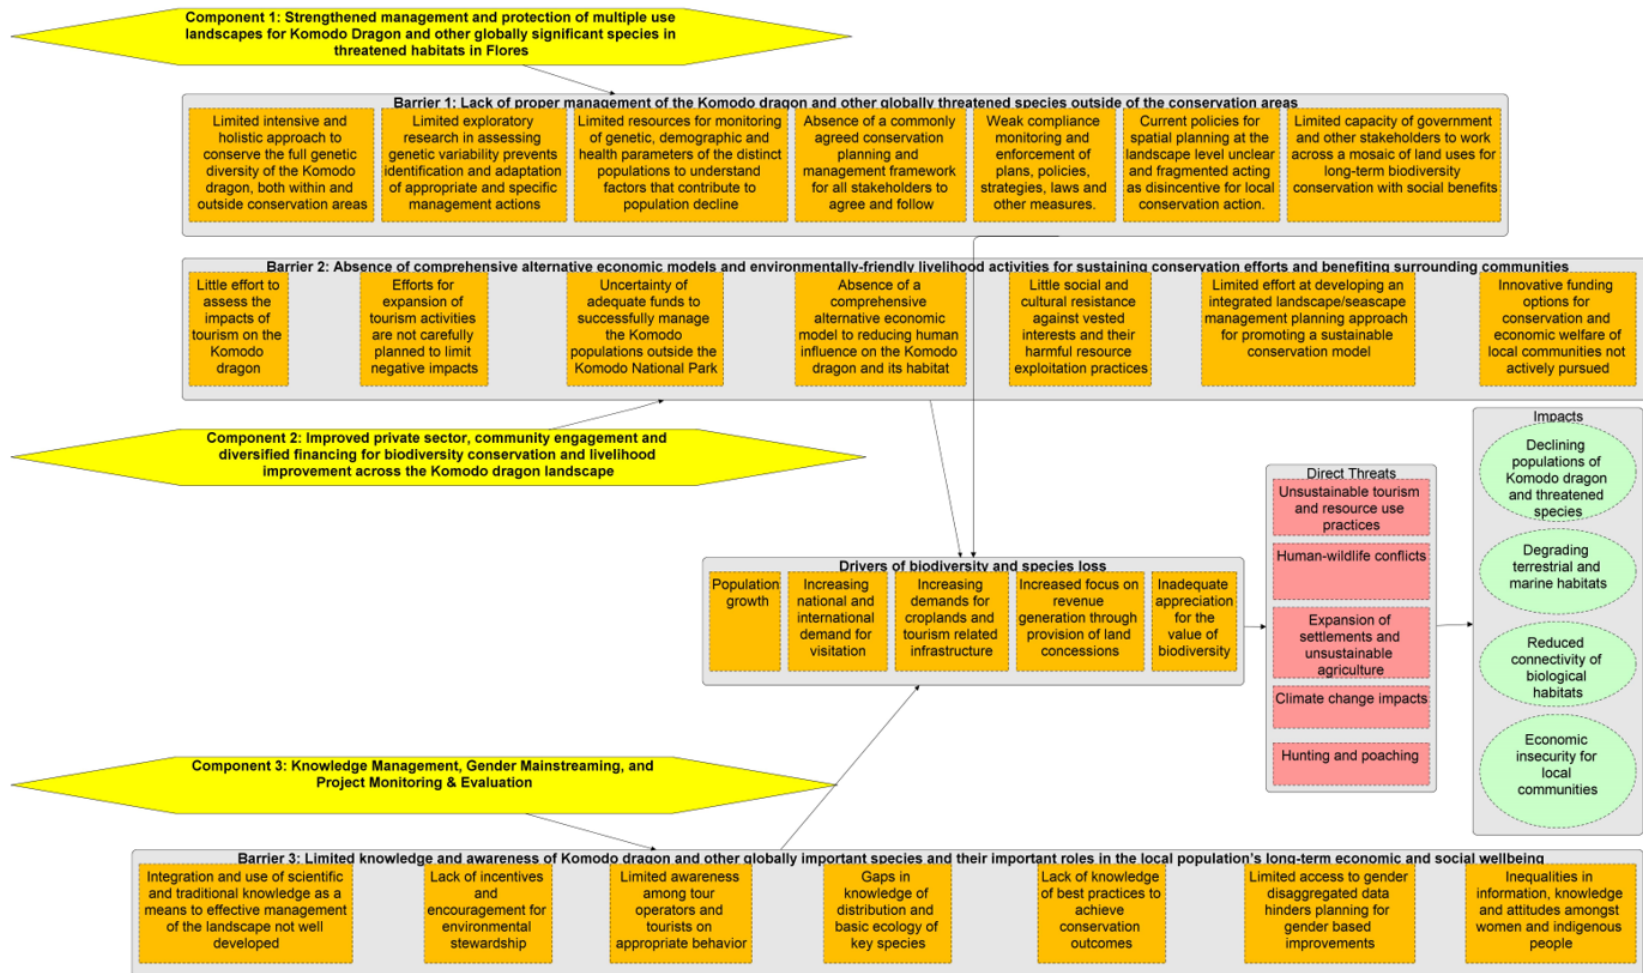 Component 1: Strengthened management and protection of multiple use
landscapes for Komodo Dragon and other globally significant species in
threatened habitats in Flores
Barrier 1: Lack of proper management of the Komodo dragon and other globally threatened species outside of the conservation areas
Limited intensive and
holistic approach to
conserve the full genetic
diversity of the Komodo
dragon, both within and
outside conservation areas
Limited exploratory
research in assessing
genetic variability prevents
identification and adaptation
of appropriate and specific
management actions
Limited resources for monitoring
of genetic, demographic and
health parameters of the distinct
populations to understand
factors that contribute to
population decline
Absence of a commonly
agreed conservation
planning and
management framework
for all stakeholders to
agree and follow
Weak compliance
monitoring and
enforcement of
plans, policies,
strategies, laws and
other measures.
Current policies for
spatial planning at the
landscape level unclear
and fragmented acting
as disincentive for local
conservation action.
Limited capacity of government
and other stakeholders to work
across a mosaic of land uses for
long-term biodiversity
conservation with social benefits
Barrier 2: Absence of comprehensive alternative economic models and environmentally-friendly livelihood activities for sustaining conservation efforts and benefiting surrounding communities
Little effort to
assess the
impacts of
tourism on the
Komodo
dragon
Efforts for
expansion of
tourism activities
are not carefully
planned to limit
negative impacts
Uncertainty of
adequate funds to
successfully manage
the Komodo
populations outside the
Komodo National Park
Absence of a
comprehensive
alternative economic
model to reducing human
influence on the Komodo
dragon and its habitat
Little social and
cultural resistance
against vested
interests and their
harmful resource
exploitation practices
Limited effort at developing an
integrated landscape/seascape
management planning approach
for promoting a sustainable
conservation model
Innovative funding
options for
conservation and
economic welfare of
local communities not
actively pursued
Component 2: Improved private sector, community engagement and
diversified financing for biodiversity conservation and livelihood
improvement across the Komodo dragon landscape
Drivers of biodiversity and species loss
Population
growth
Increasing
national and
international
demand for
visitation
Increasing
demands for
croplands and
tourism related
infrastructure
Increased focus on
revenue
generation through
provision of land
concessions
Inadequate
appreciation
for the
value of
biodiversity
Direct Threats
Unsustainable tourism
and resource use
practices
Human-wildlife conflicts
Expansion of
settlements and
unsustainable
agriculture
Climate change impacts
Hunting and poaching
Impacts
Declining
populations of
Komodo dragon
and threatened
species
Degrading
terrestrial and
marine habitats
Reduced
connectivity of
biological
habitats
Economic
insecurity for
local
communities
Component 3: Knowledge Management, Gender Mainstreaming, and
Project Monitoring & Evaluation
Barrier 3: Limited knowledge and awareness of Komodo dragon and other globally important species and their important roles in the local population's long-term economic and social wellbeing
Integration and use of scientific
and traditional knowledge as a
means to effective management
of the landscape not well
developed
Lack of incentives
and
encouragement for
environmental
stewardship
Limited awareness
among tour
operators and
tourists on
appropriate behavior
Gaps in
knowledge of
distribution and
basic ecology of
key species
Lack of knowledge
of best practices to
achieve
conservation
outcomes
Limited access to gender
disaggregated data
hinders planning for
gender based
improvements
Inequalities in
information, knowledge
and attitudes amongst
women and indigenous
people